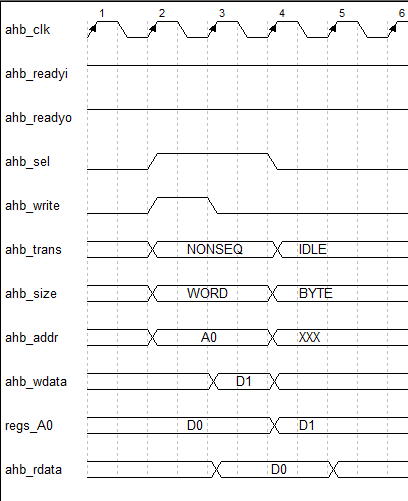 1 2 3 4 5 6
ahb_clk
ahb_readyi
ahb_readyo
ahb_sel
ahb_write
ahb_trans NONSEQ IDLE
ahb_size WORD BYTE
ahb_addr A0 XXX
ahb_wdata D1
regs_A0 D0 D1
ahb_rdata D0